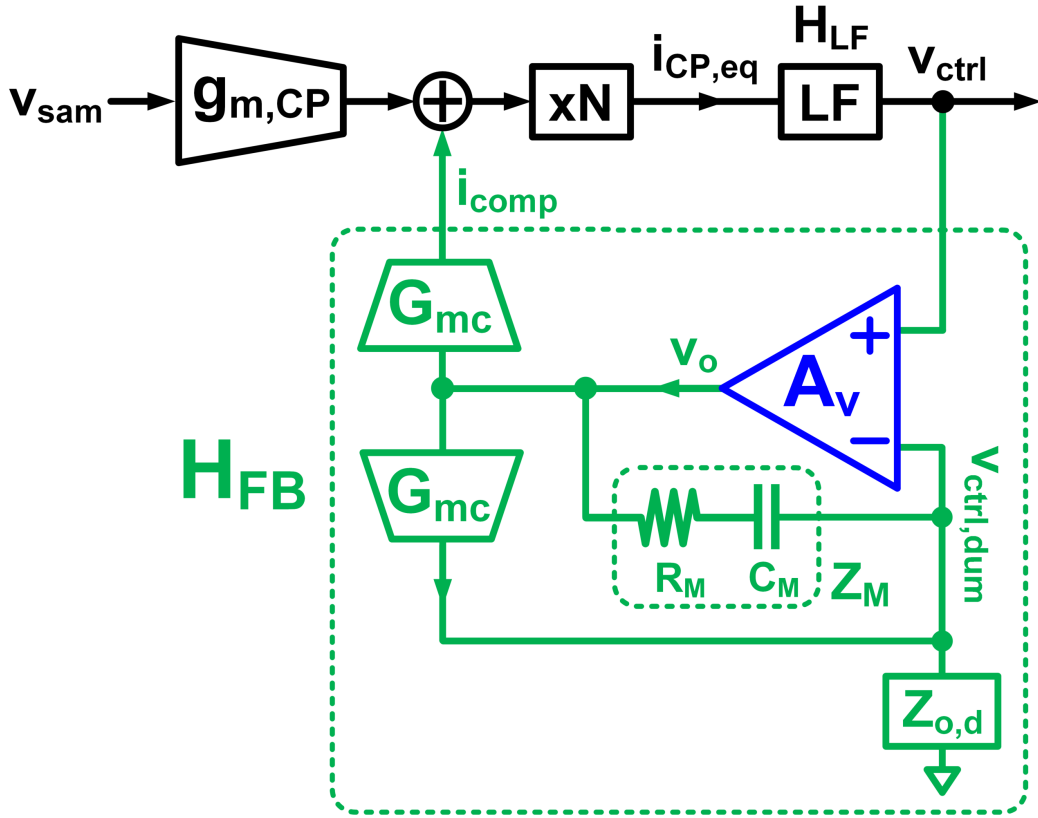 H_LF
i_CP,eq
v_ctrl
v_sam
g_m,CP
+
xN
LF
i_comp
G_mc
v_o
+
A_v
−
H_FB
G_mc
v_ctrl,dum
R_M
C_M
Z_M
Z_o,d